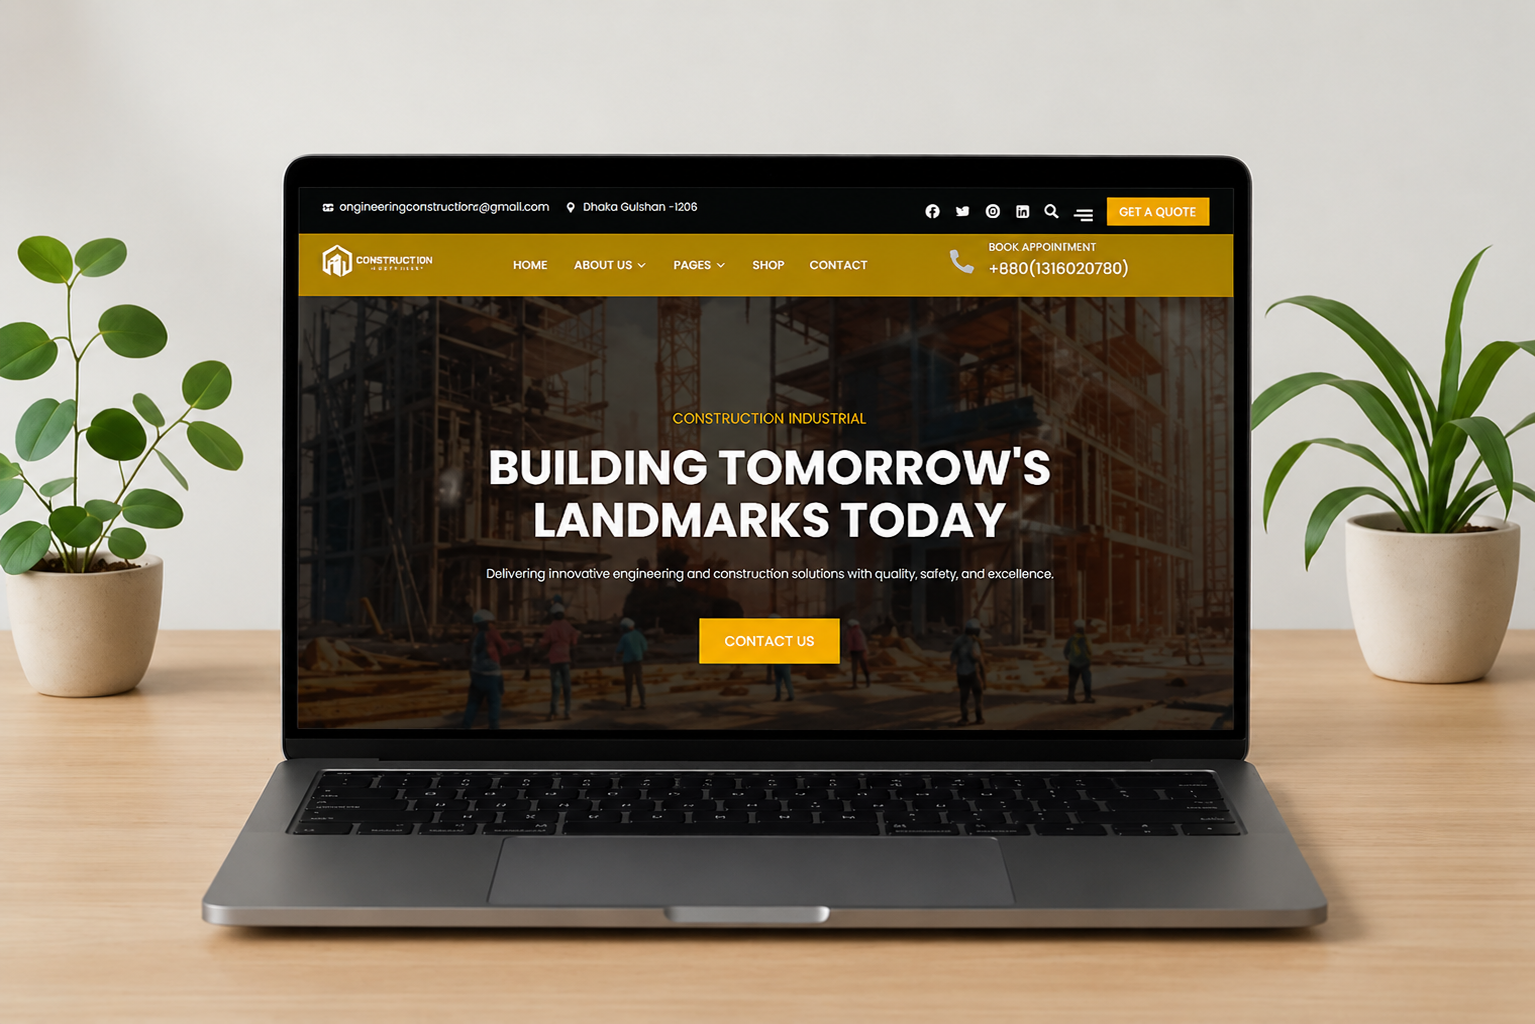 ongineeringconstructions@gmail.com
Dhaka Gulshan -1206
GET A QUOTE
CONSTRUCTION
HOME
ABOUT US
PAGES
SHOP
CONTACT
BOOK APPOINTMENT
+880(1316020780)
CONSTRUCTION INDUSTRIAL
BUILDING TOMORROW'S
LANDMARKS TODAY
Delivering innovative engineering and construction solutions with quality, safety, and excellence.
CONTACT US